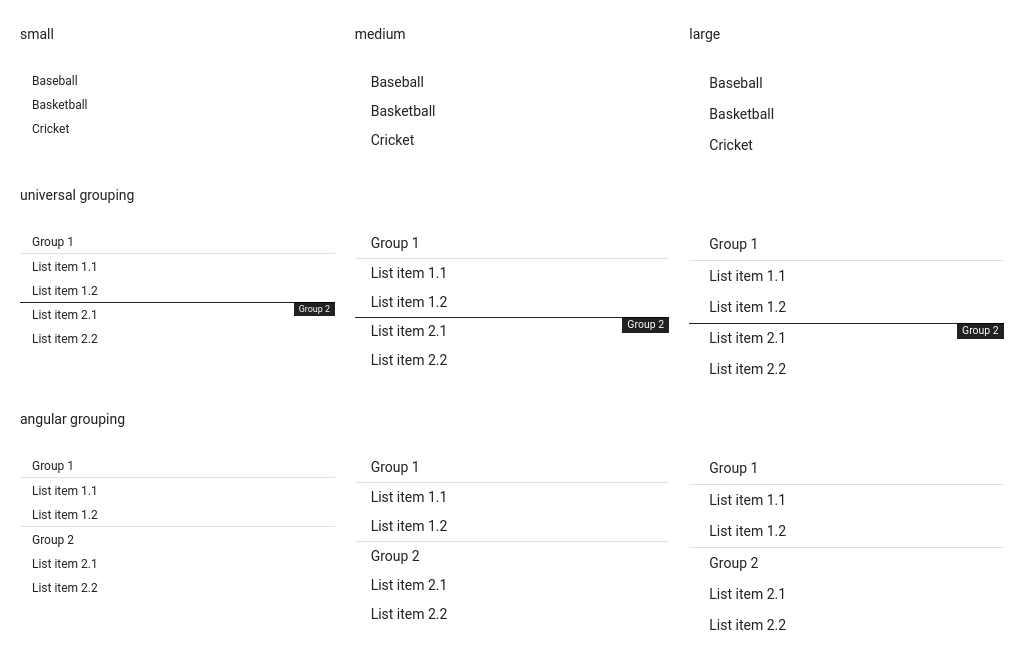 small
medium
large
Baseball
Basketball
Cricket
Baseball
Basketball
Cricket
Baseball
Basketball
Cricket
universal grouping
Group 1
List item 1.1
List item 1.2
Group 2
List item 2.1
List item 2.2
Group 1
List item 1.1
List item 1.2
Group 2
List item 2.1
List item 2.2
Group 1
List item 1.1
List item 1.2
Group 2
List item 2.1
List item 2.2
angular grouping
Group 1
List item 1.1
List item 1.2
Group 2
List item 2.1
List item 2.2
Group 1
List item 1.1
List item 1.2
Group 2
List item 2.1
List item 2.2
Group 1
List item 1.1
List item 1.2
Group 2
List item 2.1
List item 2.2